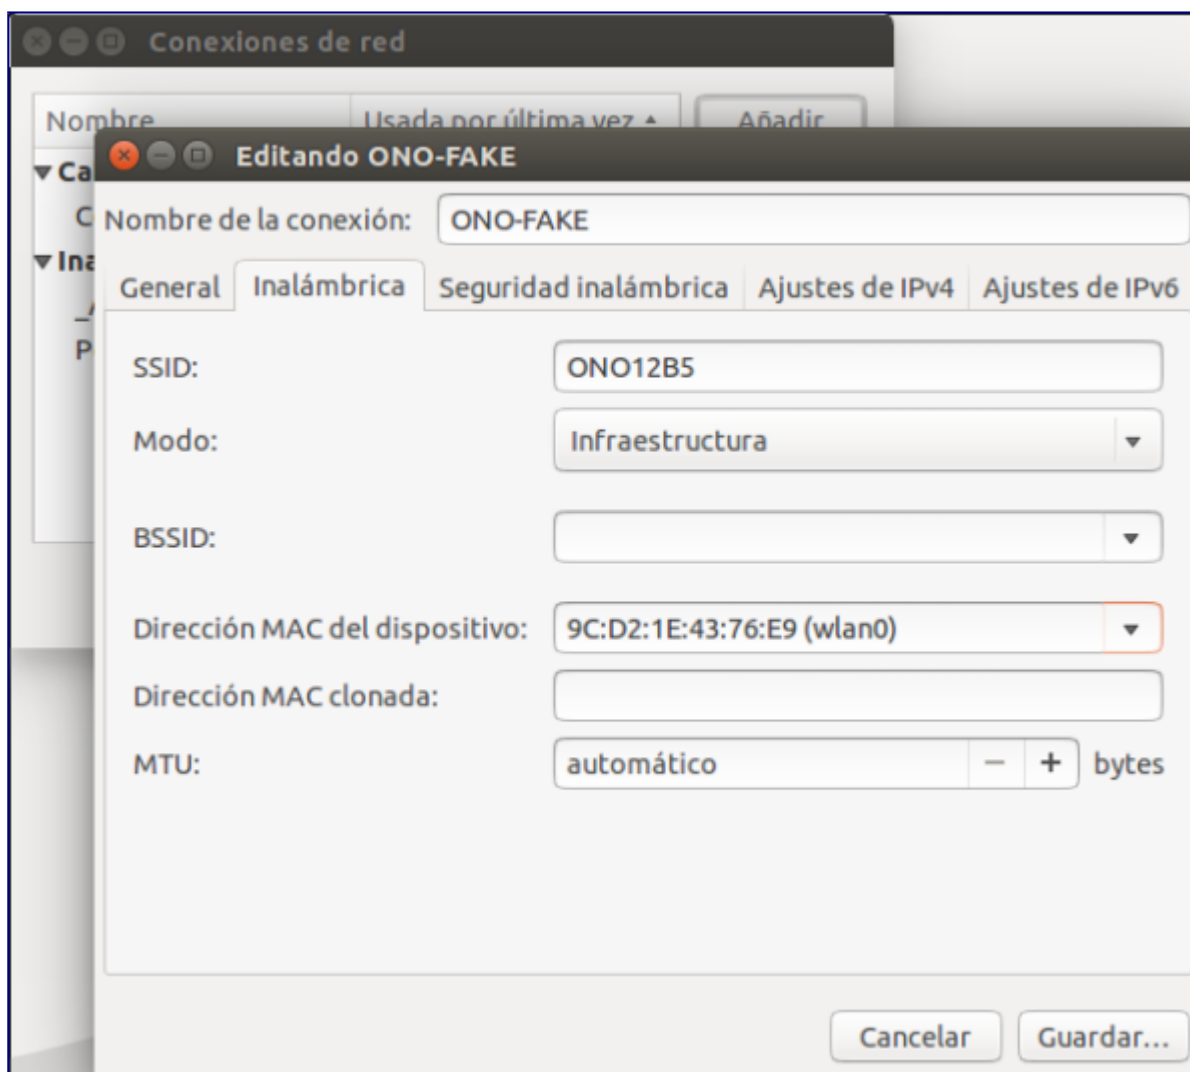 Conexiones de red
Nombre Usada por última vez Añadir
Editando ONO-FAKE
Ca
C
Nombre de la conexión: ONO-FAKE
Ina
General Inalámbrica Seguridad inalámbrica Ajustes de IPv4 Ajustes de IPv6
P
SSID: ONO12B5
Modo: Infraestructura
BSSID:
Dirección MAC del dispositivo: 9C:D2:1E:43:76:E9 (wlan0)
Dirección MAC clonada:
MTU: automático − + bytes
Cancelar Guardar...